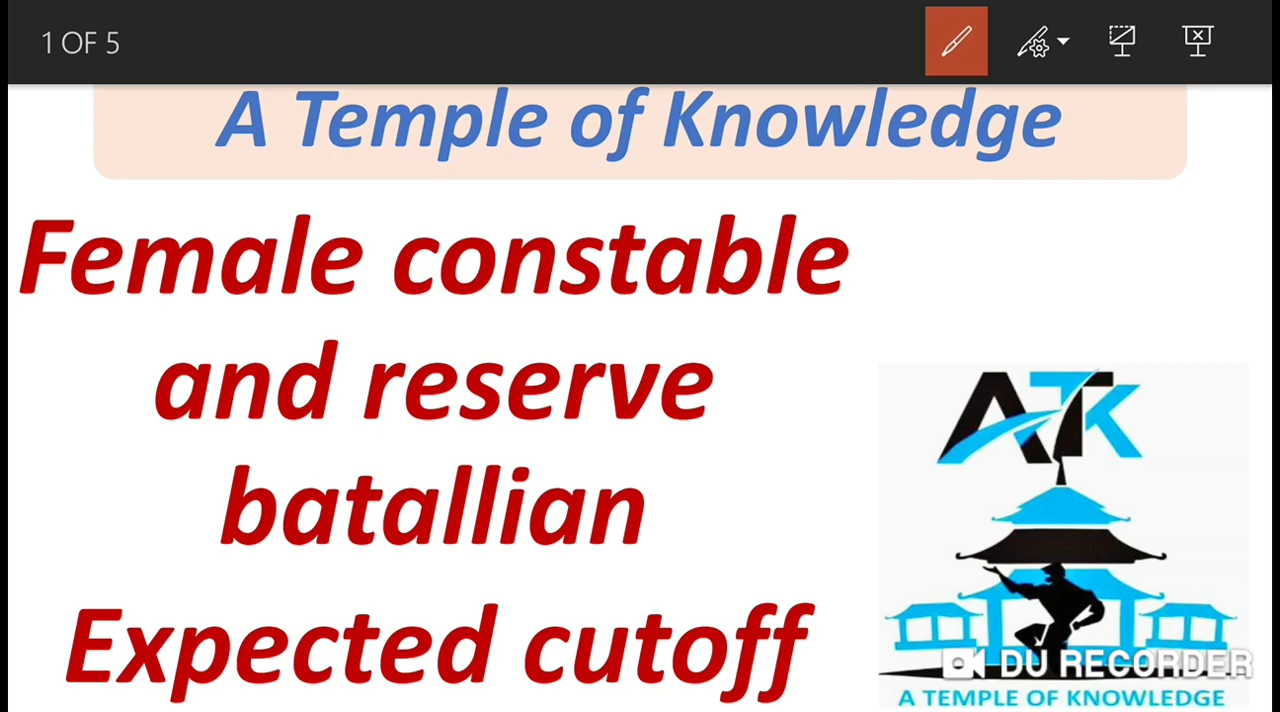 1 OF 5
A Temple of Knowledge
Female constable
and reserve
batallian
Expected cutoff
ATK
DU RECORDER
A TEMPLE OF KNOWLEDGE